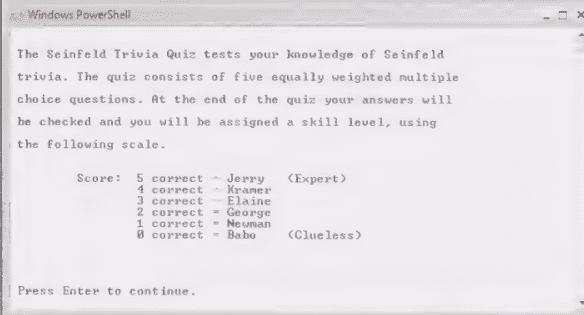 Windows PowerShell
The Seinfeld Trivia Quiz tests your knowledge of Seinfeld
trivia. The quiz consists of five equally weighted multiple
choice questions. At the end of the quiz your answers will
be checked and you will be assigned a skill level, using
the following scale.
Score: 5 correct = Jerry (Expert)
4 correct = Kramer
3 correct = Elaine
2 correct = George
1 correct = Newman
0 correct = Babo (Clueless)
Press Enter to continue.